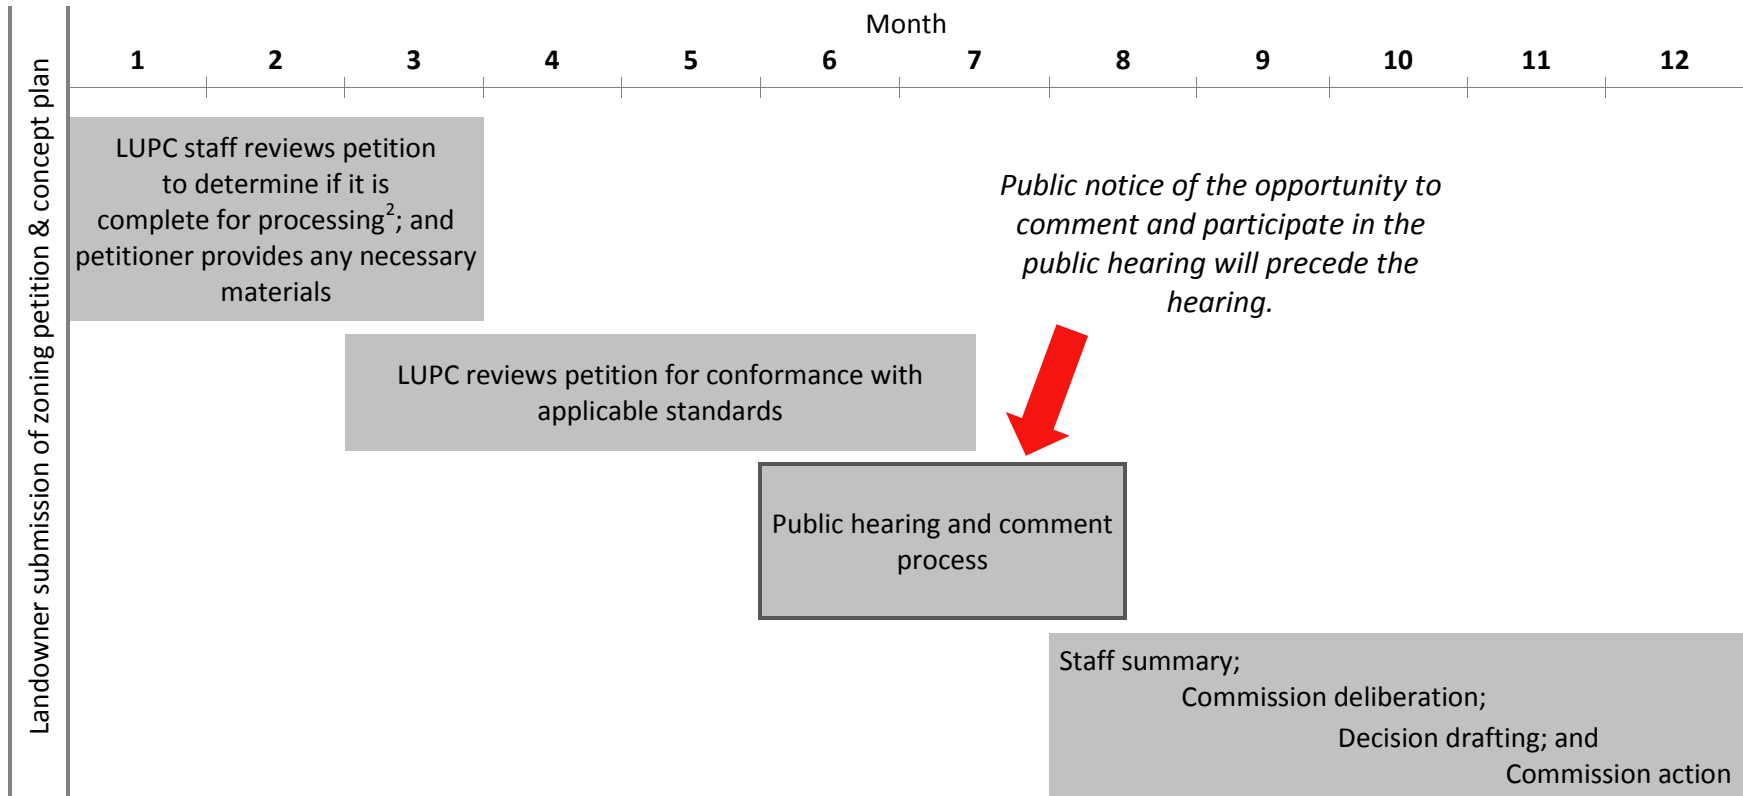 Month
1 2 3 4 5 6 7 8 9 10 11 12
Landowner submission of zoning petition & concept plan
LUPC staff reviews petition
to determine if it is
complete for processing²; and
petitioner provides any necessary
materials
Public notice of the opportunity to
comment and participate in the
public hearing will precede the
hearing.
LUPC reviews petition for conformance with
applicable standards
Public hearing and comment
process
Staff summary;
Commission deliberation;
Decision drafting; and
Commission action